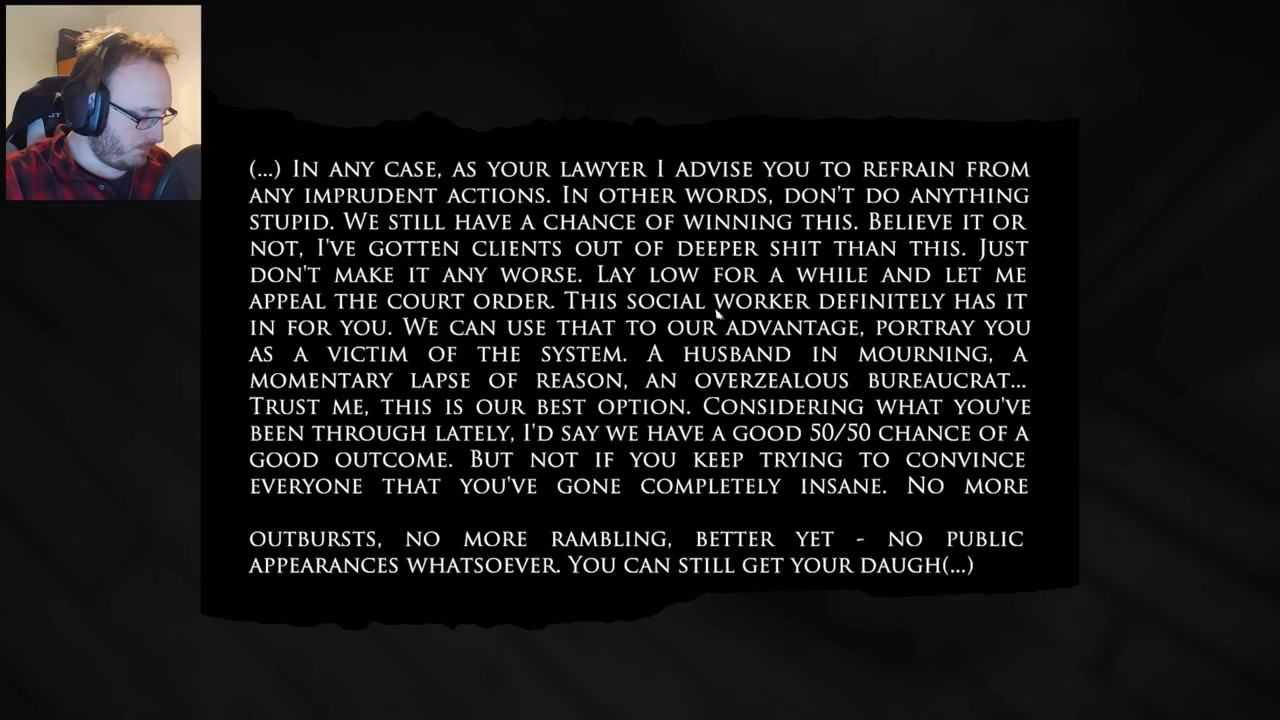 (...) In any case, as your lawyer I advise you to refrain from
any imprudent actions. In other words, don't do anything
stupid. We still have a chance of winning this. Believe it or
not, I've gotten clients out of deeper shit than this. Just
don't make it any worse. Lay low for a while and let me
appeal the court order. This social worker definitely has it
in for you. We can use that to our advantage, portray you
as a victim of the system. A husband in mourning, a
momentary lapse of reason, an overzealous bureaucrat...
Trust me, this is our best option. Considering what you've
been through lately, I'd say we have a good 50/50 chance of a
good outcome. But not if you keep trying to convince
everyone that you've gone completely insane. No more
outbursts, no more rambling, better yet - no public
appearances whatsoever. You can still get your daugh(...)